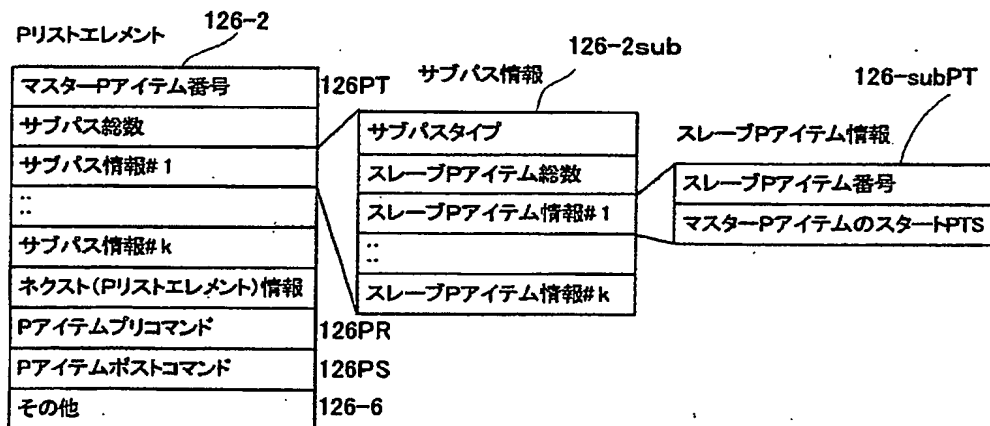 Pリストエレメント
126-2
マスターPアイテム番号
126PT
サブパス総数
サブパス情報#1
::
サブパス情報#k
ネクスト(Pリストエレメント)情報
Pアイテムプリコマンド
126PR
Pアイテムポストコマンド
126PS
その他
126-6
サブパス情報
126-2sub
サブパスタイプ
スレーブPアイテム総数
スレーブPアイテム情報#1
::
スレーブPアイテム情報#k
スレーブPアイテム情報
126-subPT
スレーブPアイテム番号
マスターPアイテムのスタートPTS